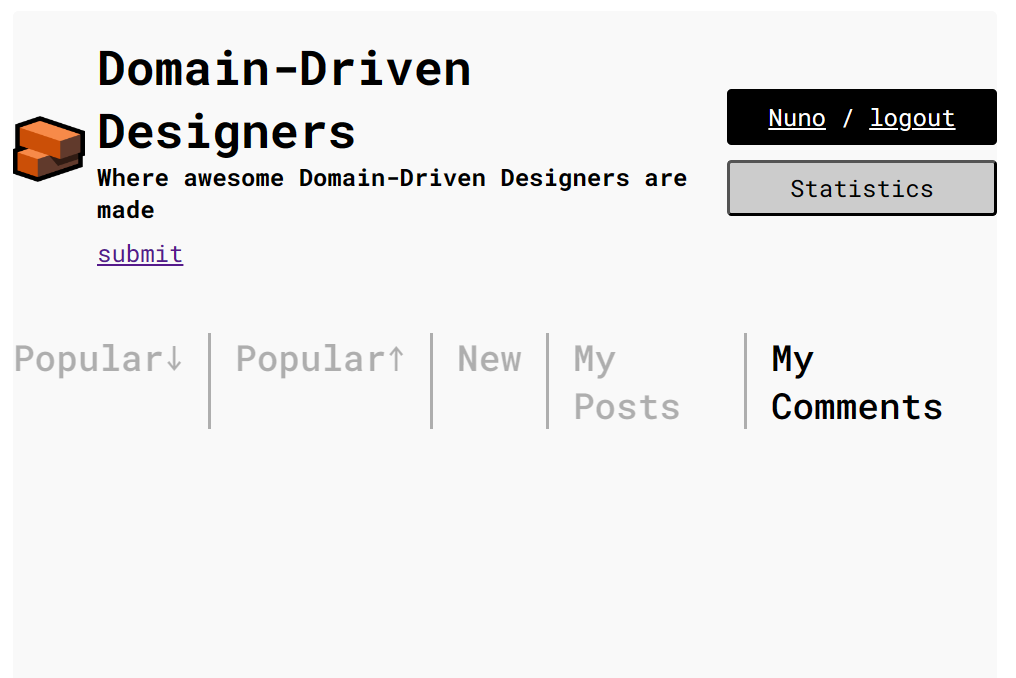 Domain-Driven
Designers
Where awesome Domain-Driven Designers are
made
submit
Nuno / logout
Statistics
Popular↓
Popular↑
New
My
Posts
My
Comments